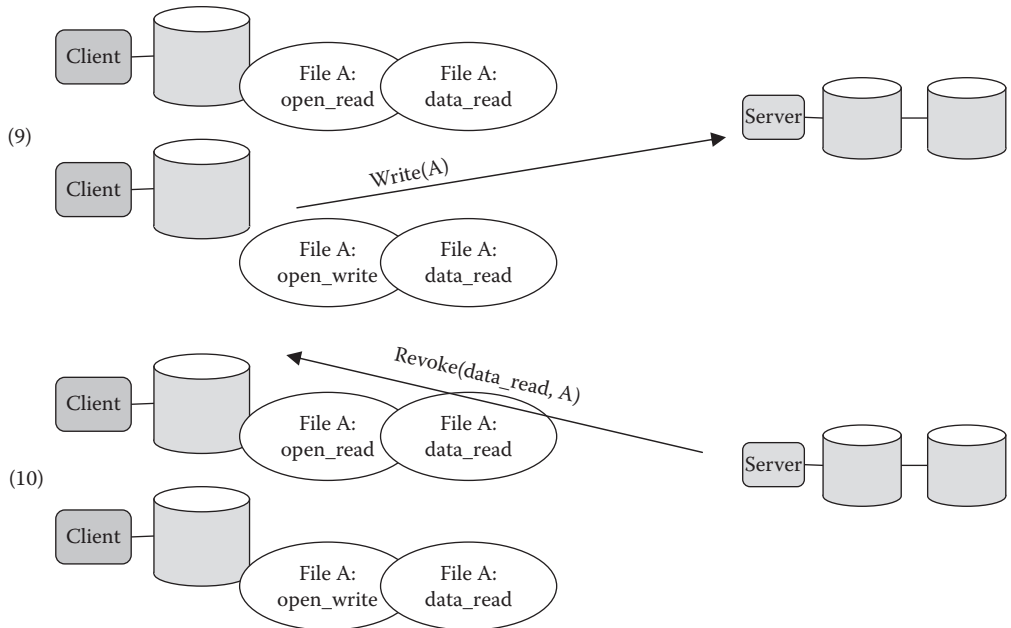 Client
File A:
open_read
File A:
data_read
Server
(9)
Write(A)
Client
File A:
open_write
File A:
data_read
Revoke(data_read, A)
Client
File A:
open_read
File A:
data_read
Server
(10)
Client
File A:
open_write
File A:
data_read